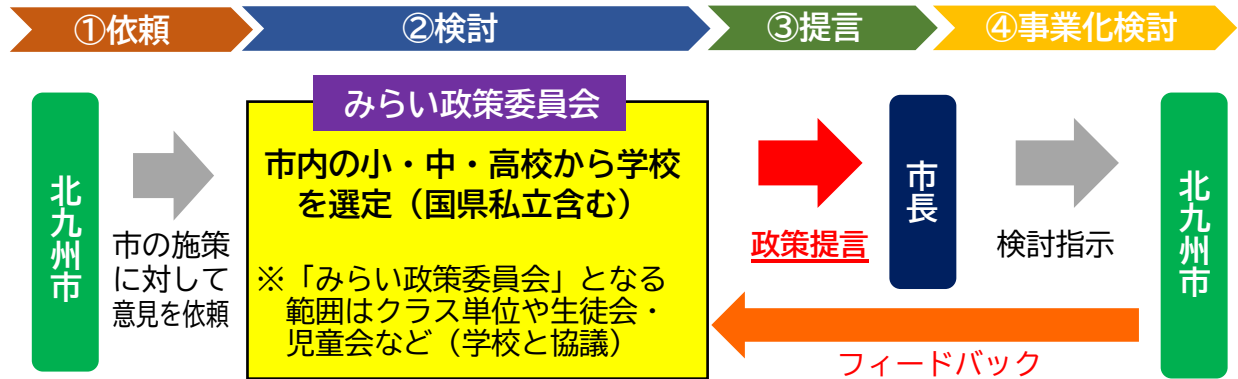 ①依頼
②検討
③提言
④事業化検討
北九州市
市の施策
に対して
意見を依頼
みらい政策委員会
市内の小・中・高校から学校
を選定（国県私立含む）
※「みらい政策委員会」となる
範囲はクラス単位や生徒会・
児童会など（学校と協議）
政策提言
市長
検討指示
北九州市
フィードバック